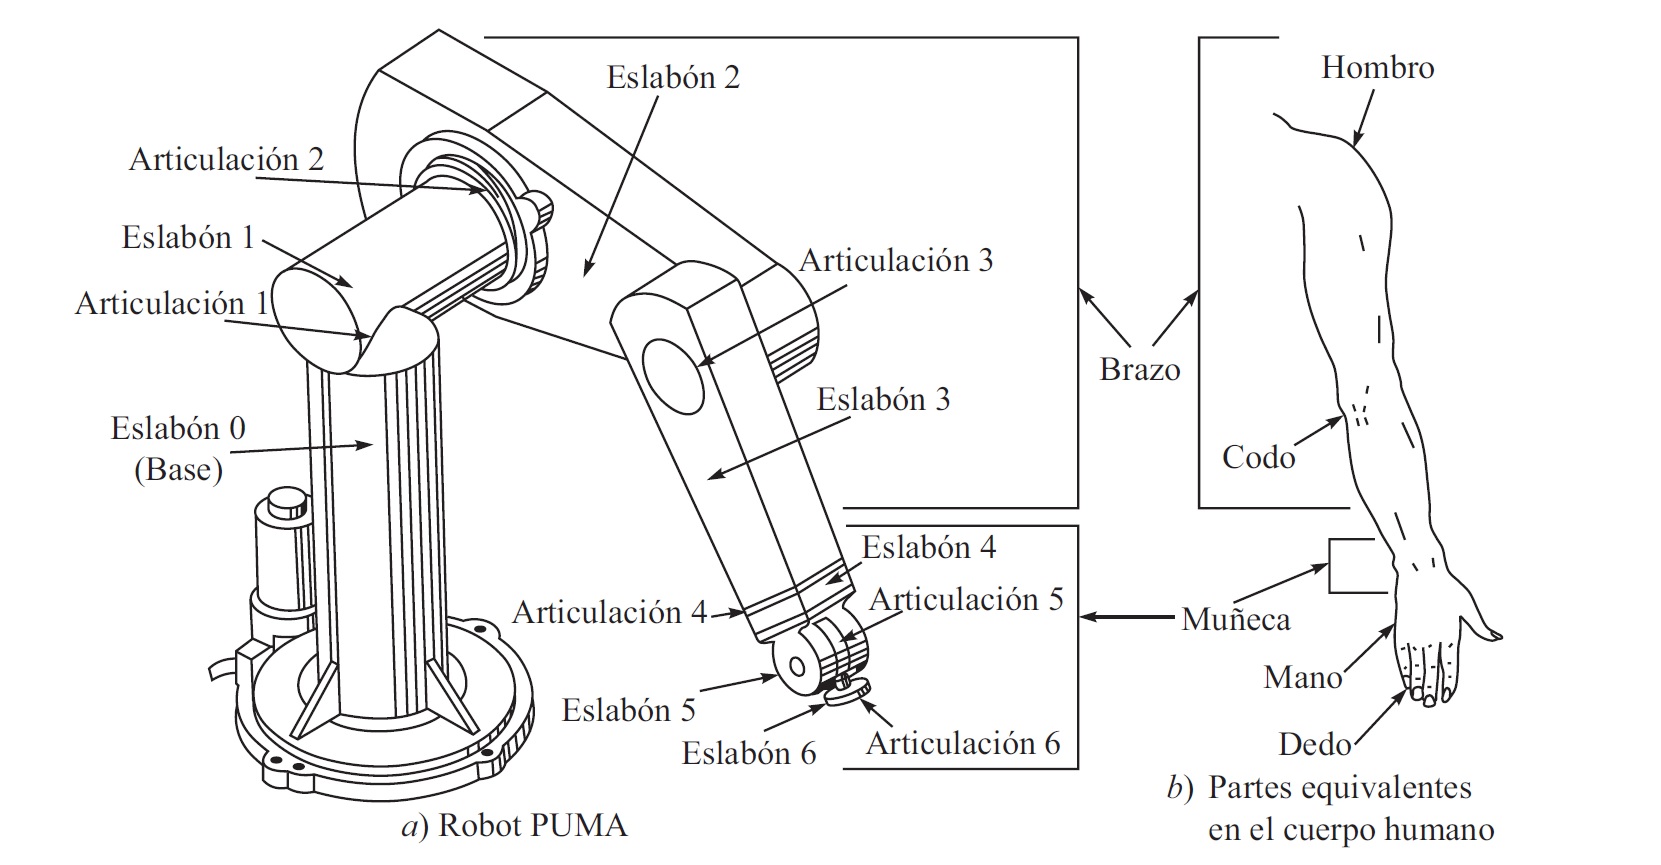 Hombro
Eslabón 2
Articulación 2
Eslabón 1
Articulación 3
Articulación 1
Brazo
Eslabón 3
Eslabón 0
(Base)
Codo
Eslabón 4
Articulación 5
Articulación 4
Muñeca
Mano
Eslabón 5
Eslabón 6
Articulación 6
Dedo
a) Robot PUMA
b) Partes equivalentes
en el cuerpo humano